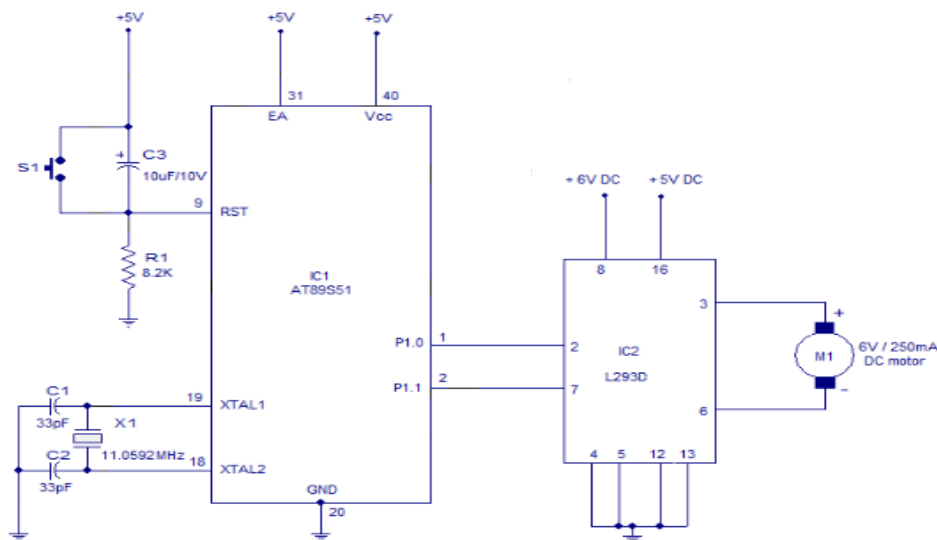 +5V +5V +5V
31 40
EA Vcc
S1
+ C3
10uF/10V
+ 6V DC + 5V DC
9 RST
R1
8.2K
8 16
IC1
AT89S51
3 +
P1.0 1 2
IC2
L293D
M1
6V / 250mA
DC motor
P1.1 2 7
6 -
C1
33pF
19 XTAL1
X1
11.0592MHz
C2
33pF
18 XTAL2
4 5 12 13
GND
20